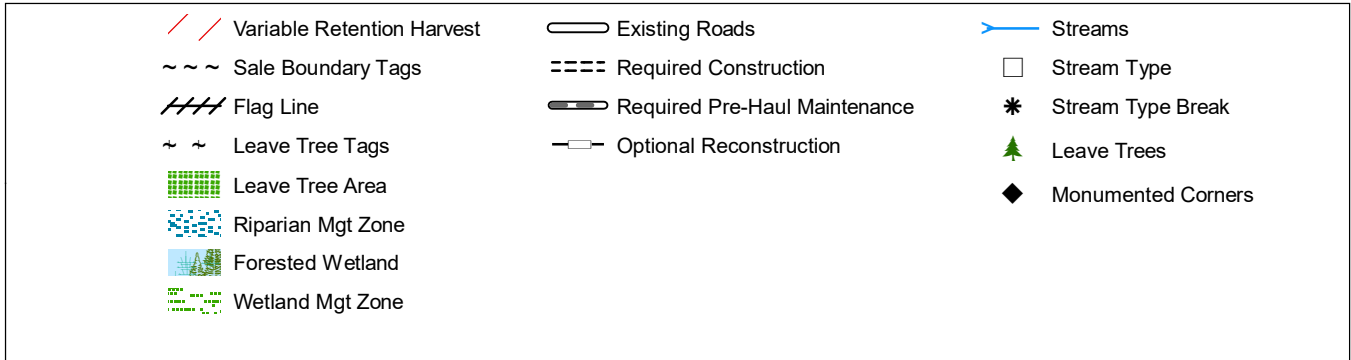 Variable Retention Harvest
Sale Boundary Tags
Flag Line
Leave Tree Tags
Leave Tree Area
Riparian Mgt Zone
Forested Wetland
Wetland Mgt Zone
Existing Roads
Required Construction
Required Pre-Haul Maintenance
Optional Reconstruction
Streams
Stream Type
Stream Type Break
Leave Trees
Monumented Corners